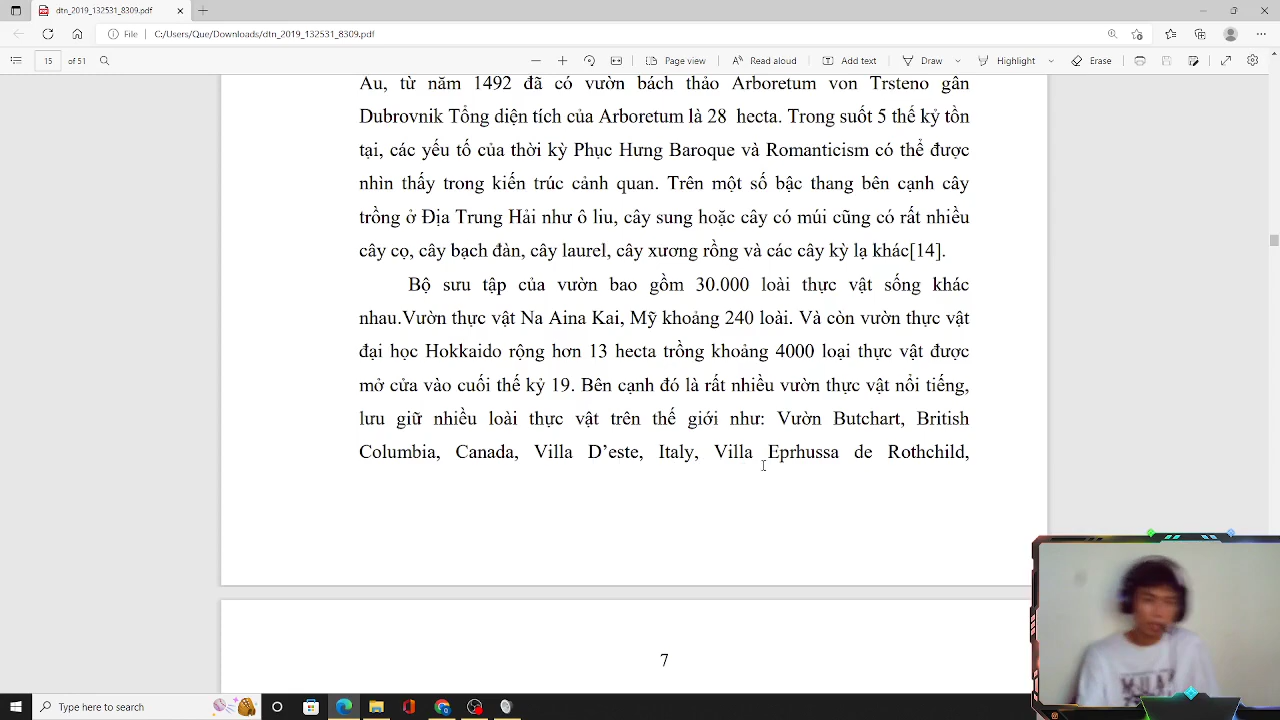 dtn_2019_132531_8309.pdf
File C:/Users/Que/Downloads/dtn_2019_132531_8309.pdf
15 of 51 Page view Read aloud Add text Draw Highlight Erase
Au, từ năm 1492 đã có vườn bách thảo Arboretum von Trsteno gân
Dubrovnik Tổng diện tích của Arboretum là 28 hecta. Trong suốt 5 thế kỷ tồn
tại, các yếu tố của thời kỳ Phục Hưng Baroque và Romanticism có thể được
nhìn thấy trong kiến trúc cảnh quan. Trên một số bậc thang bên cạnh cây
trồng ở Địa Trung Hải như ô liu, cây sung hoặc cây có múi cũng có rất nhiều
cây cọ, cây bạch đàn, cây laurel, cây xương rồng và các cây kỳ lạ khác[14].
Bộ sưu tập của vườn bao gồm 30.000 loài thực vật sống khác
nhau.Vườn thực vật Na Aina Kai, Mỹ khoảng 240 loài. Và còn vườn thực vật
đại học Hokkaido rộng hơn 13 hecta trồng khoảng 4000 loại thực vật được
mở cửa vào cuối thế kỷ 19. Bên cạnh đó là rất nhiều vườn thực vật nổi tiếng,
lưu giữ nhiều loài thực vật trên thế giới như: Vườn Butchart, British
Columbia, Canada, Villa D’este, Italy, Villa Eprhussa de Rothchild,
7
Type here to search